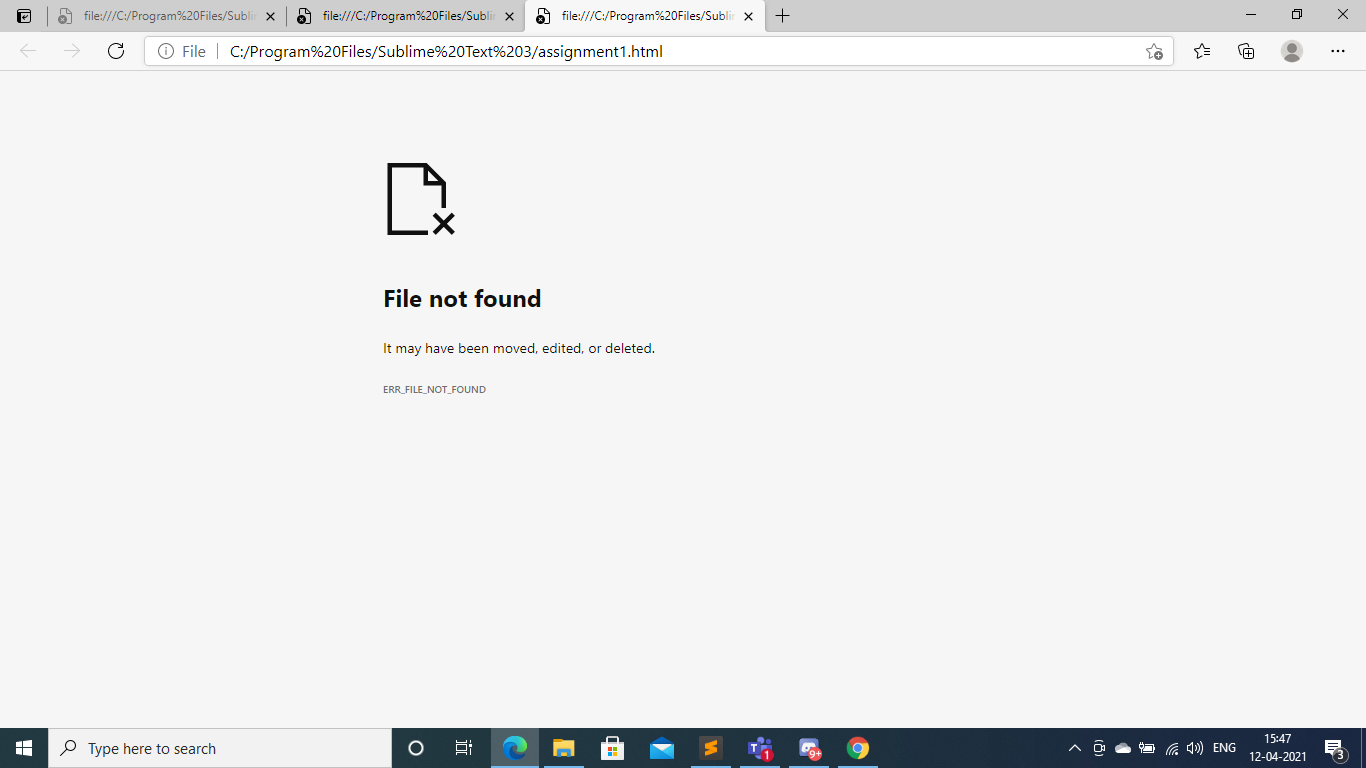 file:///C:/Program%20Files/Subli
file:///C:/Program%20Files/Sublim
file:///C:/Program%20Files/Sublim
File
C:/Program%20Files/Sublime%20Text%203/assignment1.html
File not found
It may have been moved, edited, or deleted.
ERR_FILE_NOT_FOUND
Type here to search
1
9+
ENG
15:47
12-04-2021
3